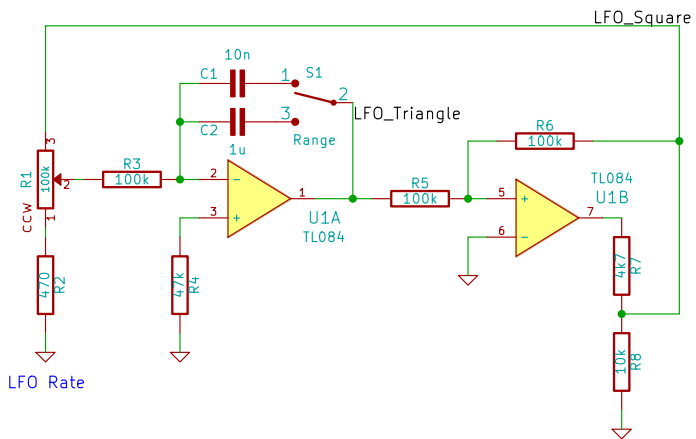 LFO_Square
10n
C1
1
S1
2
LFO_Triangle
C2
3
Range
1u
R6
100k
3
R1
100k
2
R3
100k
2
−
1
R5
100k
5
+
TL084
U1B
7
CCW
1
3
+
U1A
TL084
6
−
470
R2
47k
R4
4k7
R7
10k
R8
LFO Rate